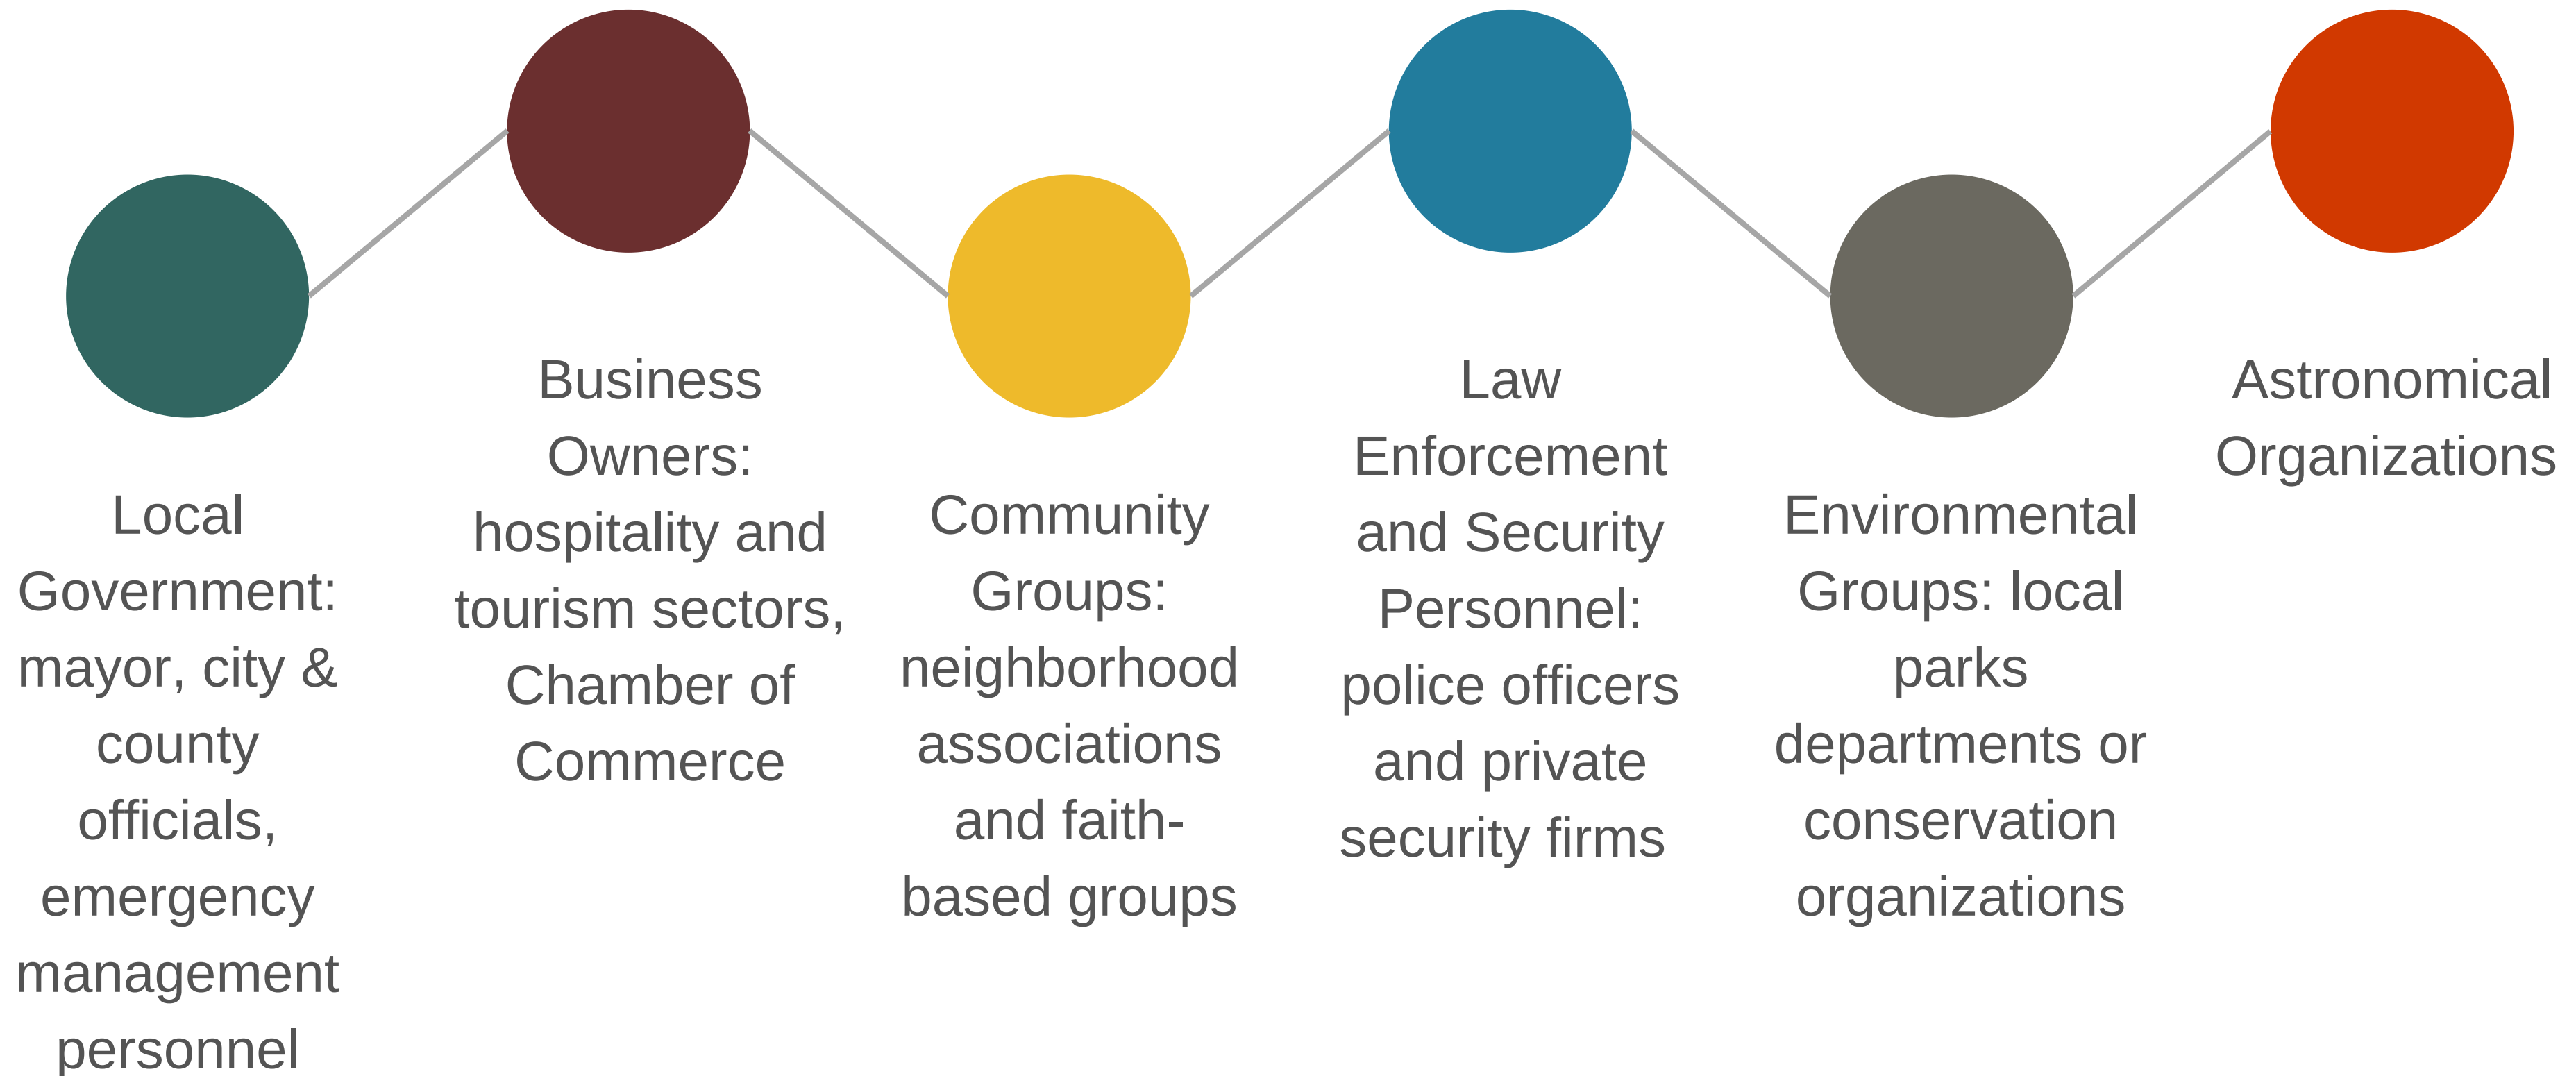 Local
Government:
mayor, city &
county
officials,
emergency
management
personnel
Business
Owners:
hospitality and
tourism sectors,
Chamber of
Commerce
Community
Groups:
neighborhood
associations
and faith-
based groups
Law
Enforcement
and Security
Personnel:
police officers
and private
security firms
Environmental
Groups: local
parks
departments or
conservation
organizations
Astronomical
Organizations